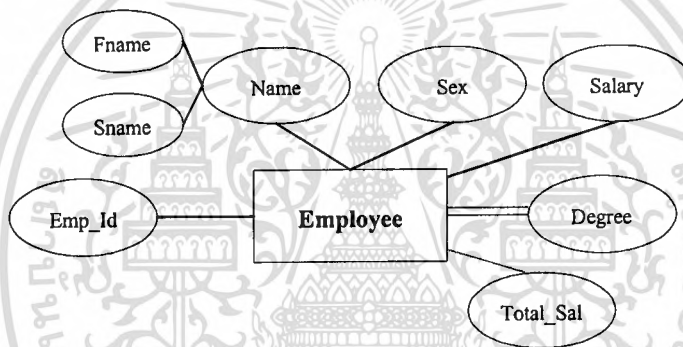 Fname
Name
Sex
Salary
Sname
Emp_Id
Employee
Degree
Total_Sal